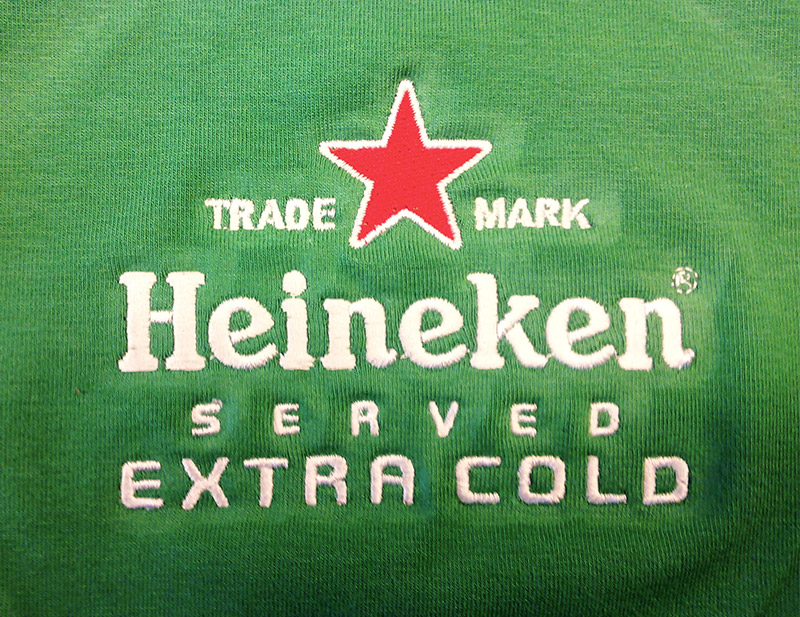 TRADE MARK
Heineken®
SERVED
EXTRA COLD